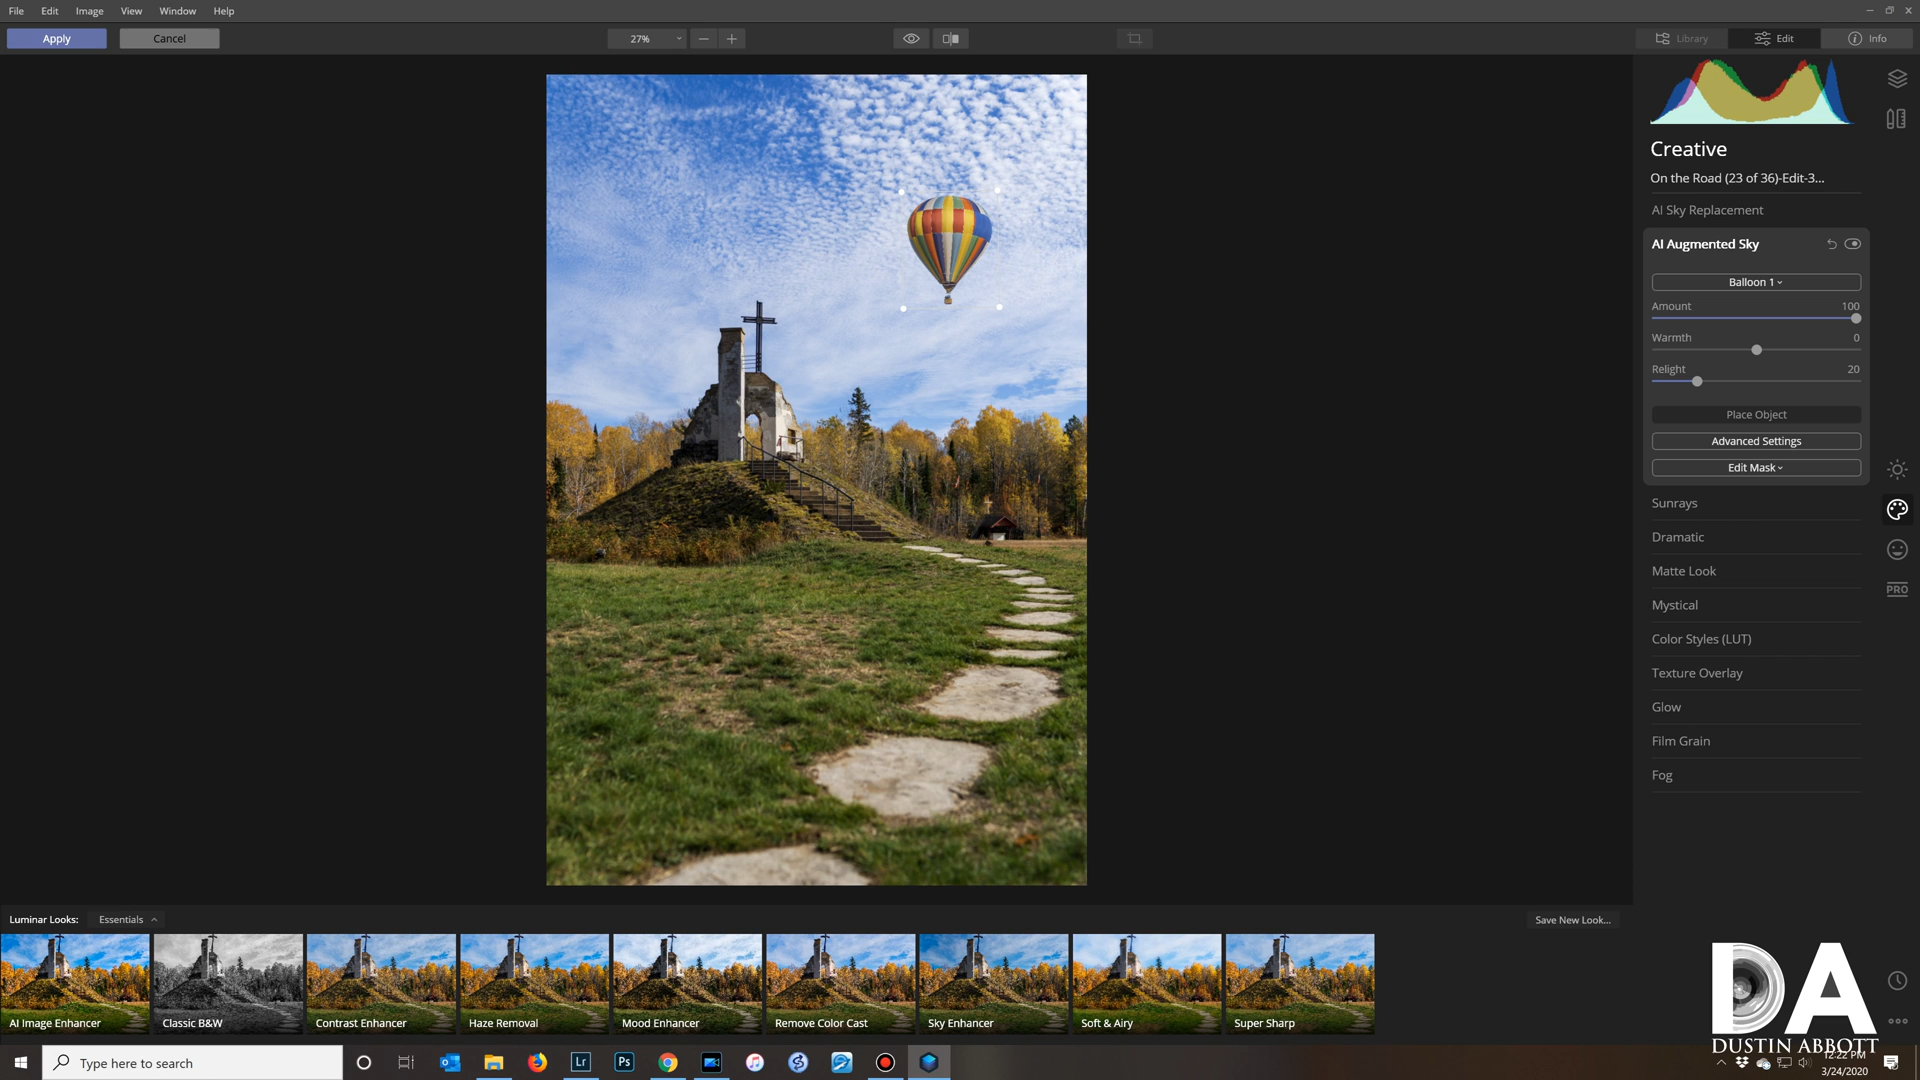 File Edit Image View Window Help
Apply Cancel 27% Library Edit Info
Creative
On the Road (23 of 36)-Edit-3...
AI Sky Replacement
AI Augmented Sky
Balloon 1
Amount 100
Warmth 0
Relight 20
Place Object
Advanced Settings
Edit Mask
Sunrays
Dramatic
Matte Look
Mystical
PRO
Color Styles (LUT)
Texture Overlay
Glow
Film Grain
Fog
Luminar Looks: Essentials Save New Look...
AI Image Enhancer Classic B&W Contrast Enhancer Haze Removal Mood Enhancer Remove Color Cast Sky Enhancer Soft & Airy Super Sharp
DA
DUSTIN ABBOTT
Type here to search Lr Ps
12:22 PM
3/24/2020